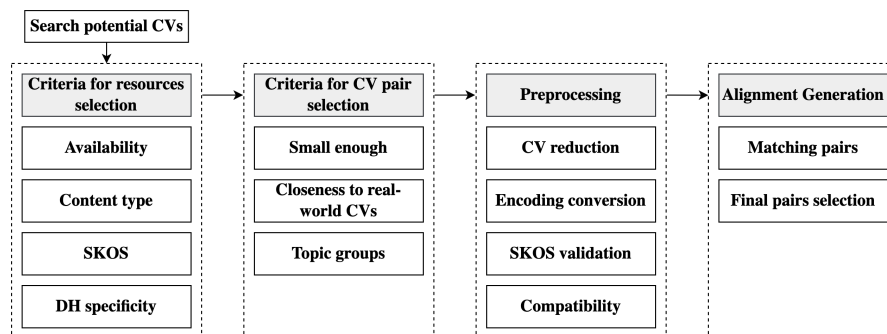 Search potential CVs
Criteria for resources
selection
Availability
Content type
SKOS
DH specificity
Criteria for CV pair
selection
Small enough
Closeness to real-
world CVs
Topic groups
Preprocessing
CV reduction
Encoding conversion
SKOS validation
Compatibility
Alignment Generation
Matching pairs
Final pairs selection